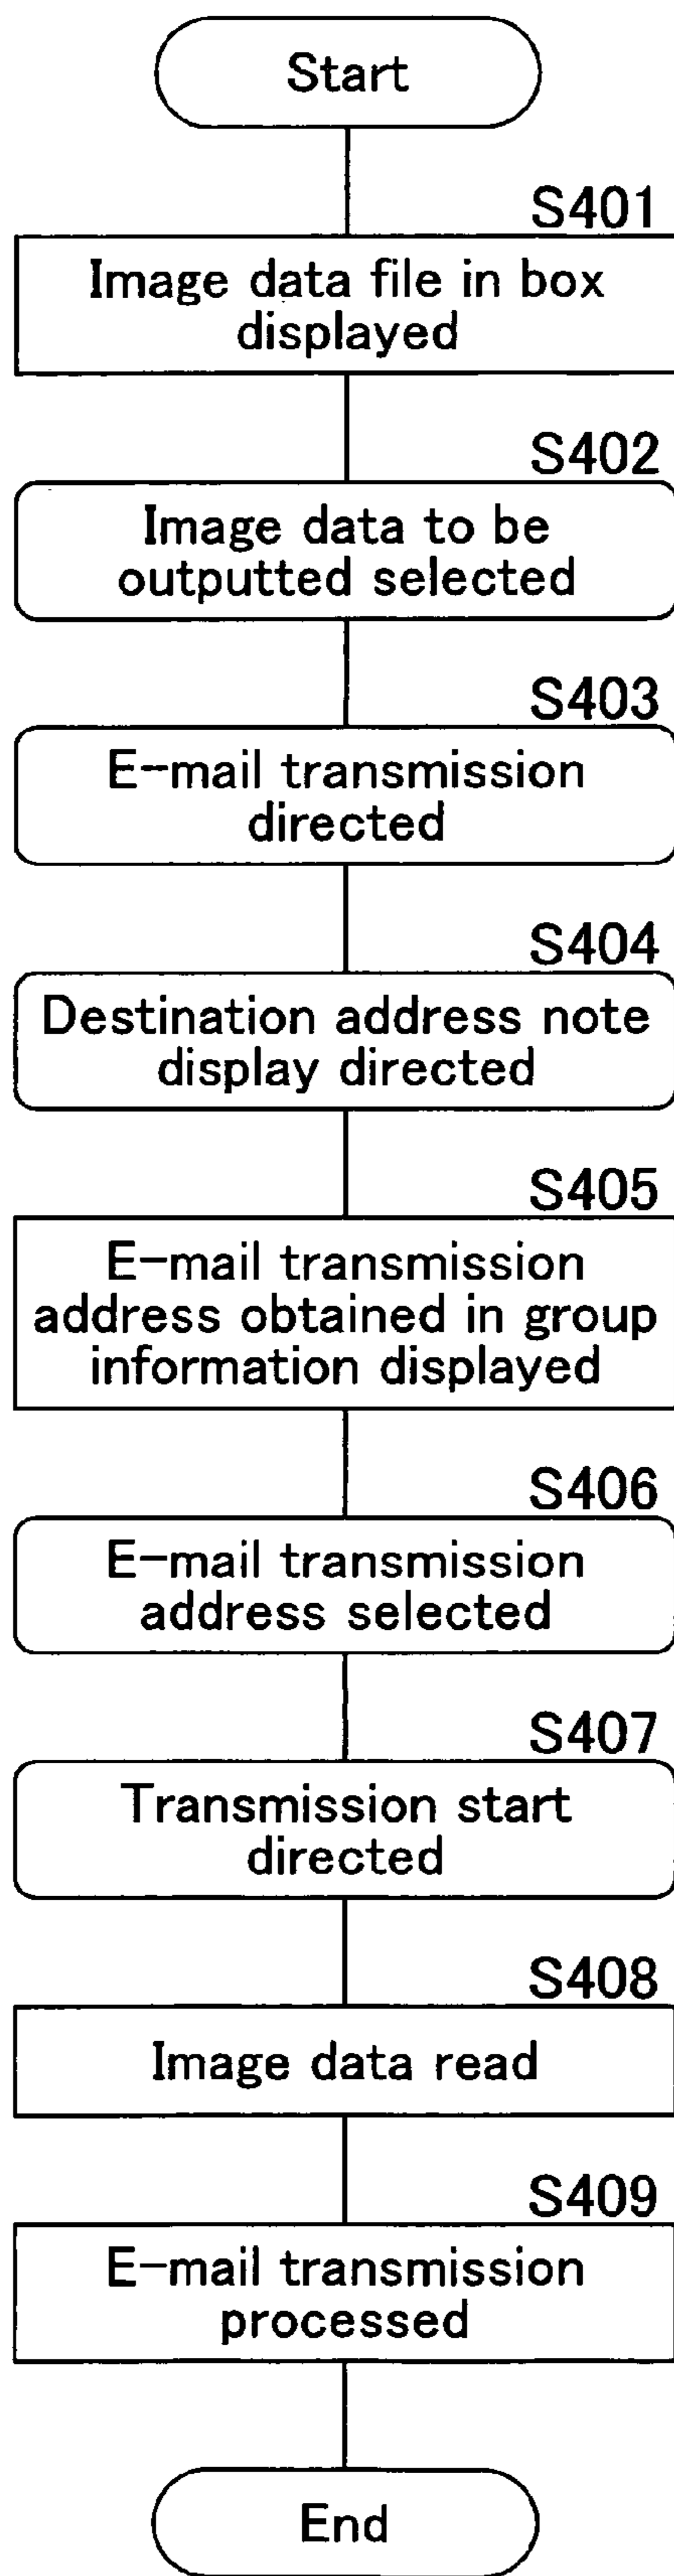 Start
S401
Image data file in box
displayed
S402
Image data to be
outputted selected
S403
E-mail transmission
directed
S404
Destination address note
display directed
S405
E-mail transmission
address obtained in group
information displayed
S406
E-mail transmission
address selected
S407
Transmission start
directed
S408
Image data read
S409
E-mail transmission
processed
End